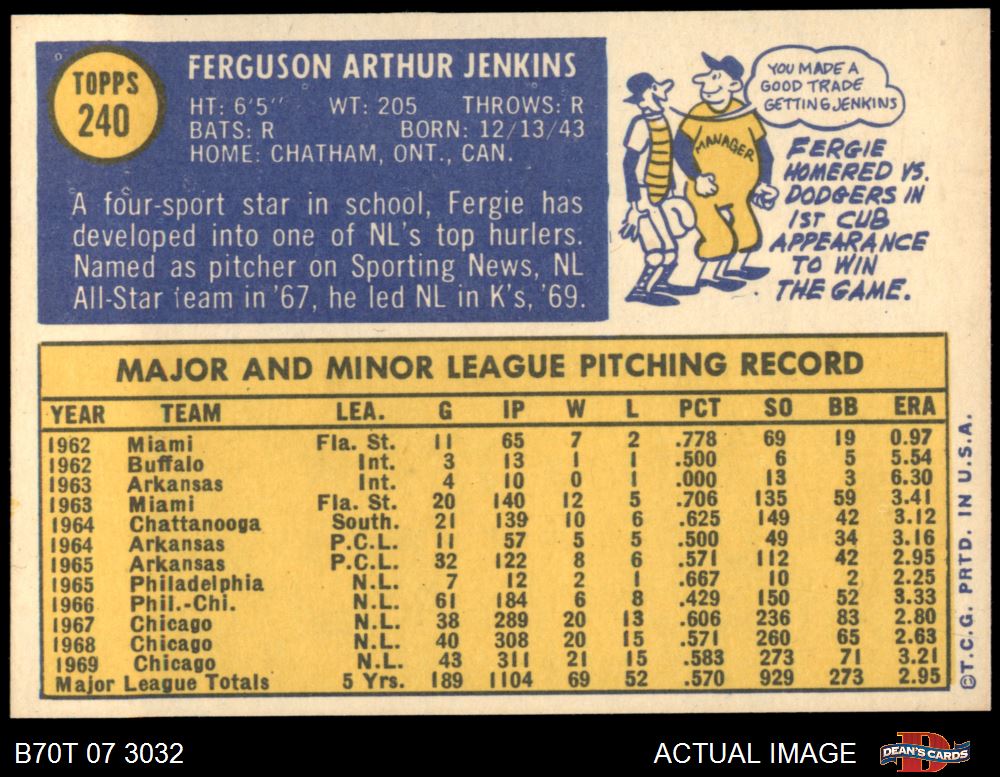 TOPPS
240
FERGUSON ARTHUR JENKINS
HT: 6'5" WT: 205 THROWS: R
BATS: R BORN: 12/13/43
HOME: CHATHAM, ONT., CAN.
A four-sport star in school, Fergie has
developed into one of NL's top hurlers.
Named as pitcher on Sporting News, NL
All-Star team in '67, he led NL in K's, '69.
YOU MADE A
GOOD TRADE
GETTING JENKINS
MANAGER
FERGIE
HOMERED VS.
DODGERS IN
1ST CUB
APPEARANCE
TO WIN
THE GAME.
MAJOR AND MINOR LEAGUE PITCHING RECORD
YEAR TEAM LEA. G IP W L PCT SO BB ERA
1962 Miami Fla. St. 11 65 7 2 .778 69 19 0.97
1962 Buffalo Int. 3 13 1 1 .500 6 5 5.54
1963 Arkansas Int. 4 10 0 1 .000 13 3 6.30
1963 Miami Fla. St. 20 140 12 5 .706 135 59 3.41
1964 Chattanooga South. 21 139 10 6 .625 149 42 3.12
1964 Arkansas P.C.L. 11 57 5 5 .500 49 34 3.16
1965 Arkansas P.C.L. 32 122 8 6 .571 112 42 2.95
1965 Philadelphia N.L. 7 12 2 1 .667 10 2 2.25
1966 Phil.-Chi. N.L. 61 184 6 8 .429 150 52 3.33
1967 Chicago N.L. 38 289 20 13 .606 236 83 2.80
1968 Chicago N.L. 40 308 20 15 .571 260 65 2.63
1969 Chicago N.L. 43 311 21 15 .583 273 71 3.21
Major League Totals 5 Yrs. 189 1104 69 52 .570 929 273 2.95
©T.C.G. PRTD. IN U.S.A.
B70T 07 3032
ACTUAL IMAGE
D
DEAN'S CARDS